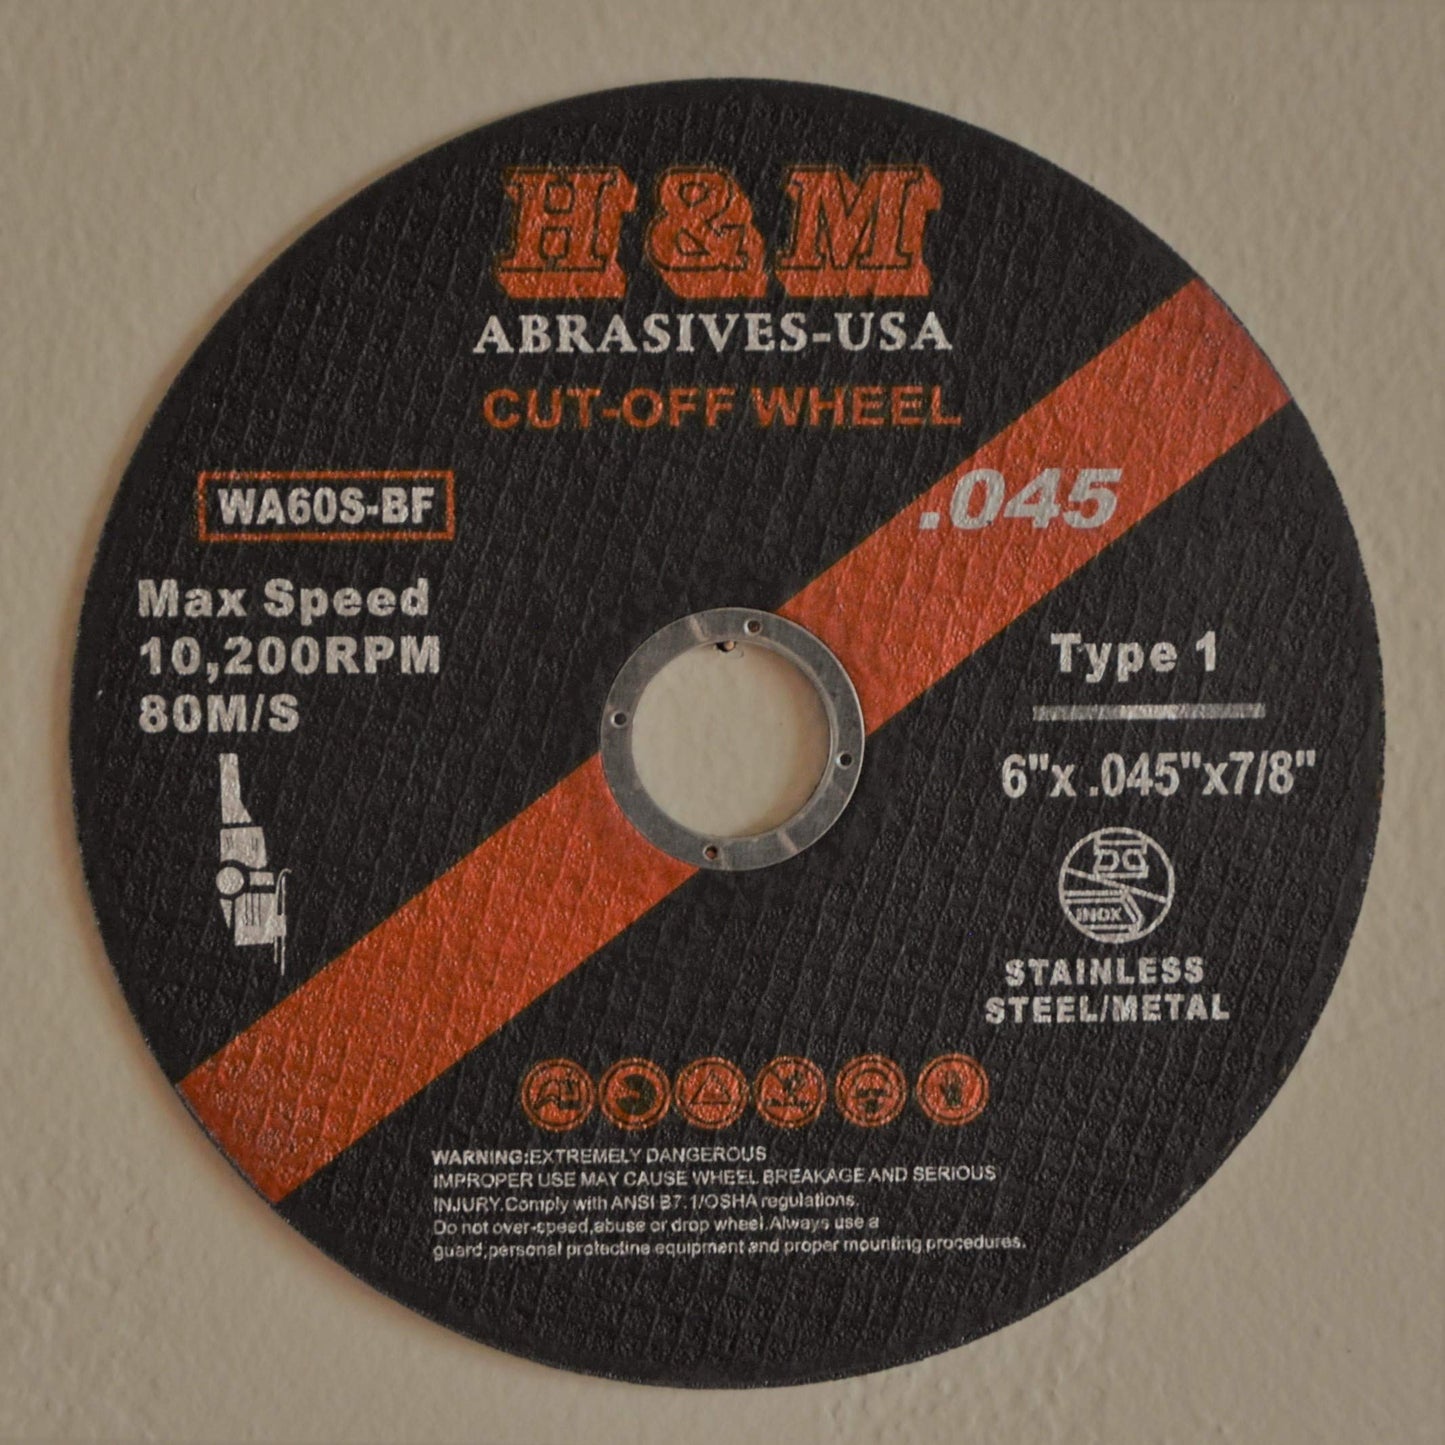 H&M
ABRASIVES-USA
CUT-OFF WHEEL
.045
WA60S-BF
Max Speed
10,200RPM
80M/S
Type 1
6"x .045"x7/8"
INOX
STAINLESS
STEEL/METAL
WARNING:EXTREMELY DANGEROUS
IMPROPER USE MAY CAUSE WHEEL BREAKAGE AND SERIOUS
INJURY.Comply with ANSI B7.1/OSHA regulations.
Do not over-speed,abuse or drop wheel.Always use a
guard,personal protectine equipment and proper mounting procedures.